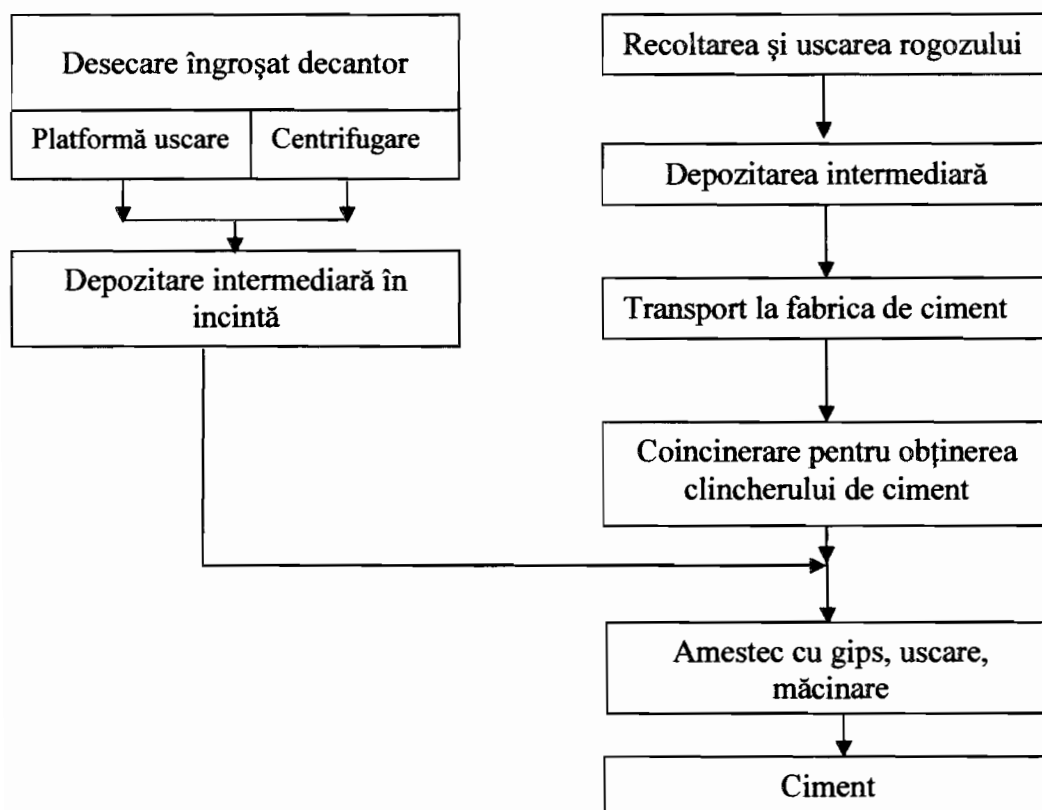 Desecare îngroșat decantor
Platformă uscare
Centrifugare
Depozitare intermediară în
incintă
Recoltarea și uscarea rogozului
Depozitarea intermediară
Transport la fabrica de ciment
Coincinerare pentru obținerea
clincherului de ciment
Amestec cu gips, uscare,
măcinare
Ciment